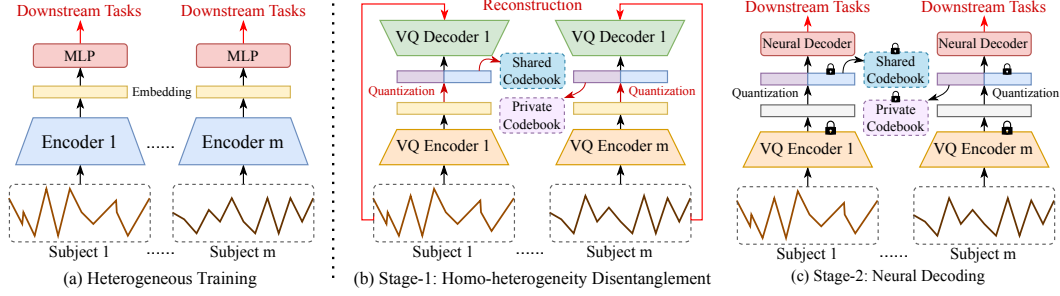 Downstream Tasks
Downstream Tasks
MLP
MLP
Embedding
Encoder 1
......
Encoder m
Subject 1
......
Subject m
(a) Heterogeneous Training
Reconstruction
VQ Decoder 1
VQ Decoder 1
Shared
Codebook
Quantization
Quantization
Private
Codebook
VQ Encoder 1
VQ Encoder m
Subject 1
......
Subject m
(b) Stage-1: Homo-heterogeneity Disentanglement
Downstream Tasks
Downstream Tasks
Neural Decoder
Neural Decoder
Shared
Codebook
Quantization
Quantization
Private
Codebook
VQ Encoder 1
VQ Encoder m
Subject 1
......
Subject m
(c) Stage-2: Neural Decoding